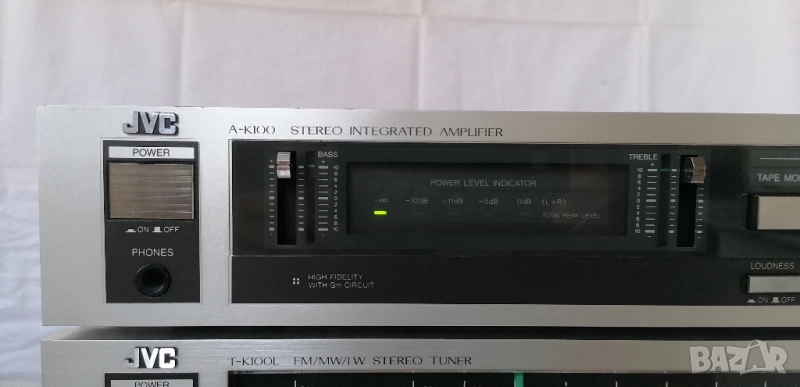 JVC
A-K100 STEREO INTEGRATED AMPLIFIER
POWER
BASS
TREBLE
POWER LEVEL INDICATOR
-∞ -22dB -11dB -5dB 0dB (L+R)
TOTAL PEAK LEVEL
TAPE MO
ON OFF
PHONES
HIGH FIDELITY
WITH Gm CIRCUIT
LOUDNESS
ON OFF
JVC
T-K100L FM/MW/LW STEREO TUNER
POWER
BAZAR